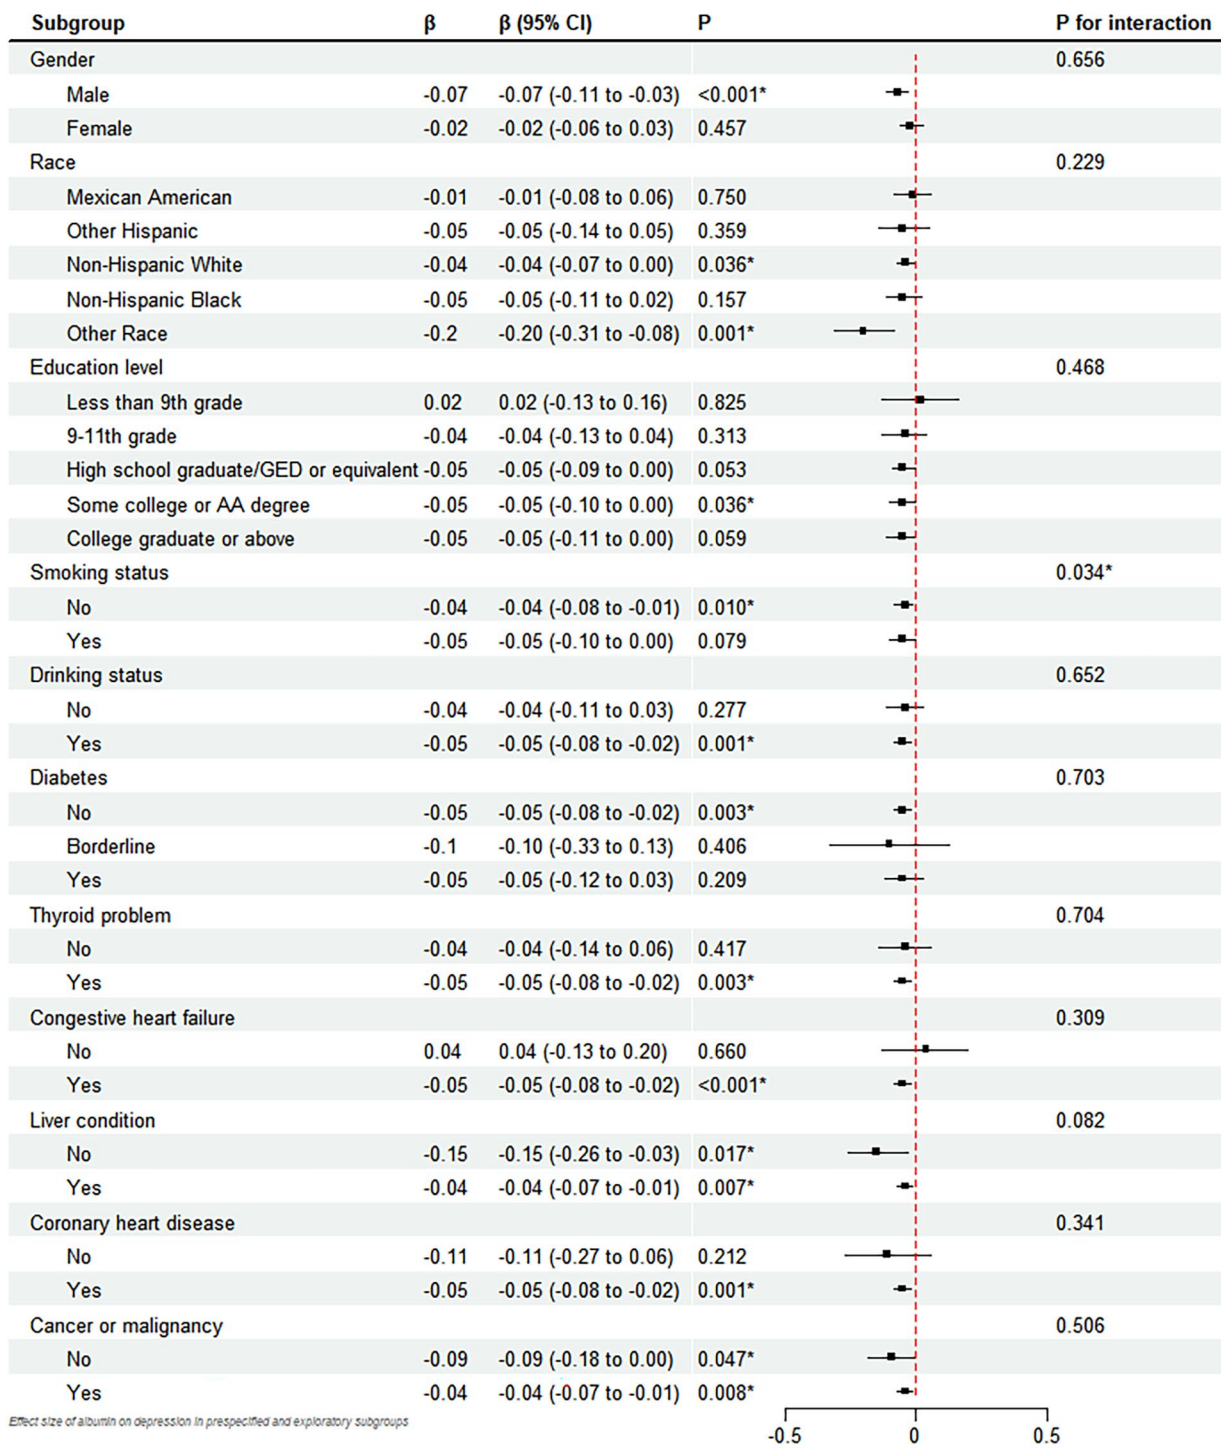 Subgroup β β (95% CI) P P for interaction
Gender 0.656
Male -0.07 -0.07 (-0.11 to -0.03) <0.001*
Female -0.02 -0.02 (-0.06 to 0.03) 0.457
Race 0.229
Mexican American -0.01 -0.01 (-0.08 to 0.06) 0.750
Other Hispanic -0.05 -0.05 (-0.14 to 0.05) 0.359
Non-Hispanic White -0.04 -0.04 (-0.07 to 0.00) 0.036*
Non-Hispanic Black -0.05 -0.05 (-0.11 to 0.02) 0.157
Other Race -0.2 -0.20 (-0.31 to -0.08) 0.001*
Education level 0.468
Less than 9th grade 0.02 0.02 (-0.13 to 0.16) 0.825
9-11th grade -0.04 -0.04 (-0.13 to 0.04) 0.313
High school graduate/GED or equivalent -0.05 -0.05 (-0.09 to 0.00) 0.053
Some college or AA degree -0.05 -0.05 (-0.10 to 0.00) 0.036*
College graduate or above -0.05 -0.05 (-0.11 to 0.00) 0.059
Smoking status 0.034*
No -0.04 -0.04 (-0.08 to -0.01) 0.010*
Yes -0.05 -0.05 (-0.10 to 0.00) 0.079
Drinking status 0.652
No -0.04 -0.04 (-0.11 to 0.03) 0.277
Yes -0.05 -0.05 (-0.08 to -0.02) 0.001*
Diabetes 0.703
No -0.05 -0.05 (-0.08 to -0.02) 0.003*
Borderline -0.1 -0.10 (-0.33 to 0.13) 0.406
Yes -0.05 -0.05 (-0.12 to 0.03) 0.209
Thyroid problem 0.704
No -0.04 -0.04 (-0.14 to 0.06) 0.417
Yes -0.05 -0.05 (-0.08 to -0.02) 0.003*
Congestive heart failure 0.309
No 0.04 0.04 (-0.13 to 0.20) 0.660
Yes -0.05 -0.05 (-0.08 to -0.02) <0.001*
Liver condition 0.082
No -0.15 -0.15 (-0.26 to -0.03) 0.017*
Yes -0.04 -0.04 (-0.07 to -0.01) 0.007*
Coronary heart disease 0.341
No -0.11 -0.11 (-0.27 to 0.06) 0.212
Yes -0.05 -0.05 (-0.08 to -0.02) 0.001*
Cancer or malignancy 0.506
No -0.09 -0.09 (-0.18 to 0.00) 0.047*
Yes -0.04 -0.04 (-0.07 to -0.01) 0.008*
Effect size of albumin on depression in prespecified and exploratory subgroups
-0.5 0 0.5